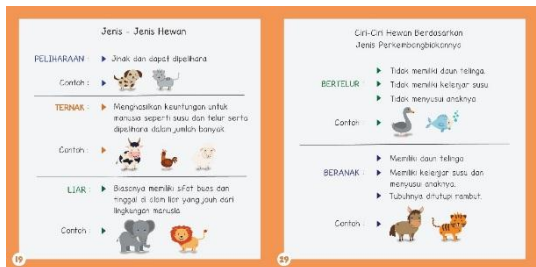 Jenis - Jenis Hewan
PELIHARAAN : Jinak dan dapat dipelihara
Contoh :
TERNAK : Menghasilkan keuntungan untuk
manusia seperti susu dan telur serta
dipelihara dalam jumlah banyak
Contoh :
LIAR : Biasanya memiliki sifat buas dan
tinggal di alam liar yang jauh dari
lingkungan manusia
Contoh :
19
Ciri-Ciri Hewan Berdasarkan
Jenis Perkembangbiakannya
Tidak memiliki daun telinga.
BERTELUR : Tidak memiliki kelenjar susu
Tidak menyusui anaknya.
Contoh :
Memiliki daun telinga
BERANAK : Memiliki kelenjar susu dan
menyusui anaknya.
Tubuhnya ditutupi rambut.
Contoh :
29